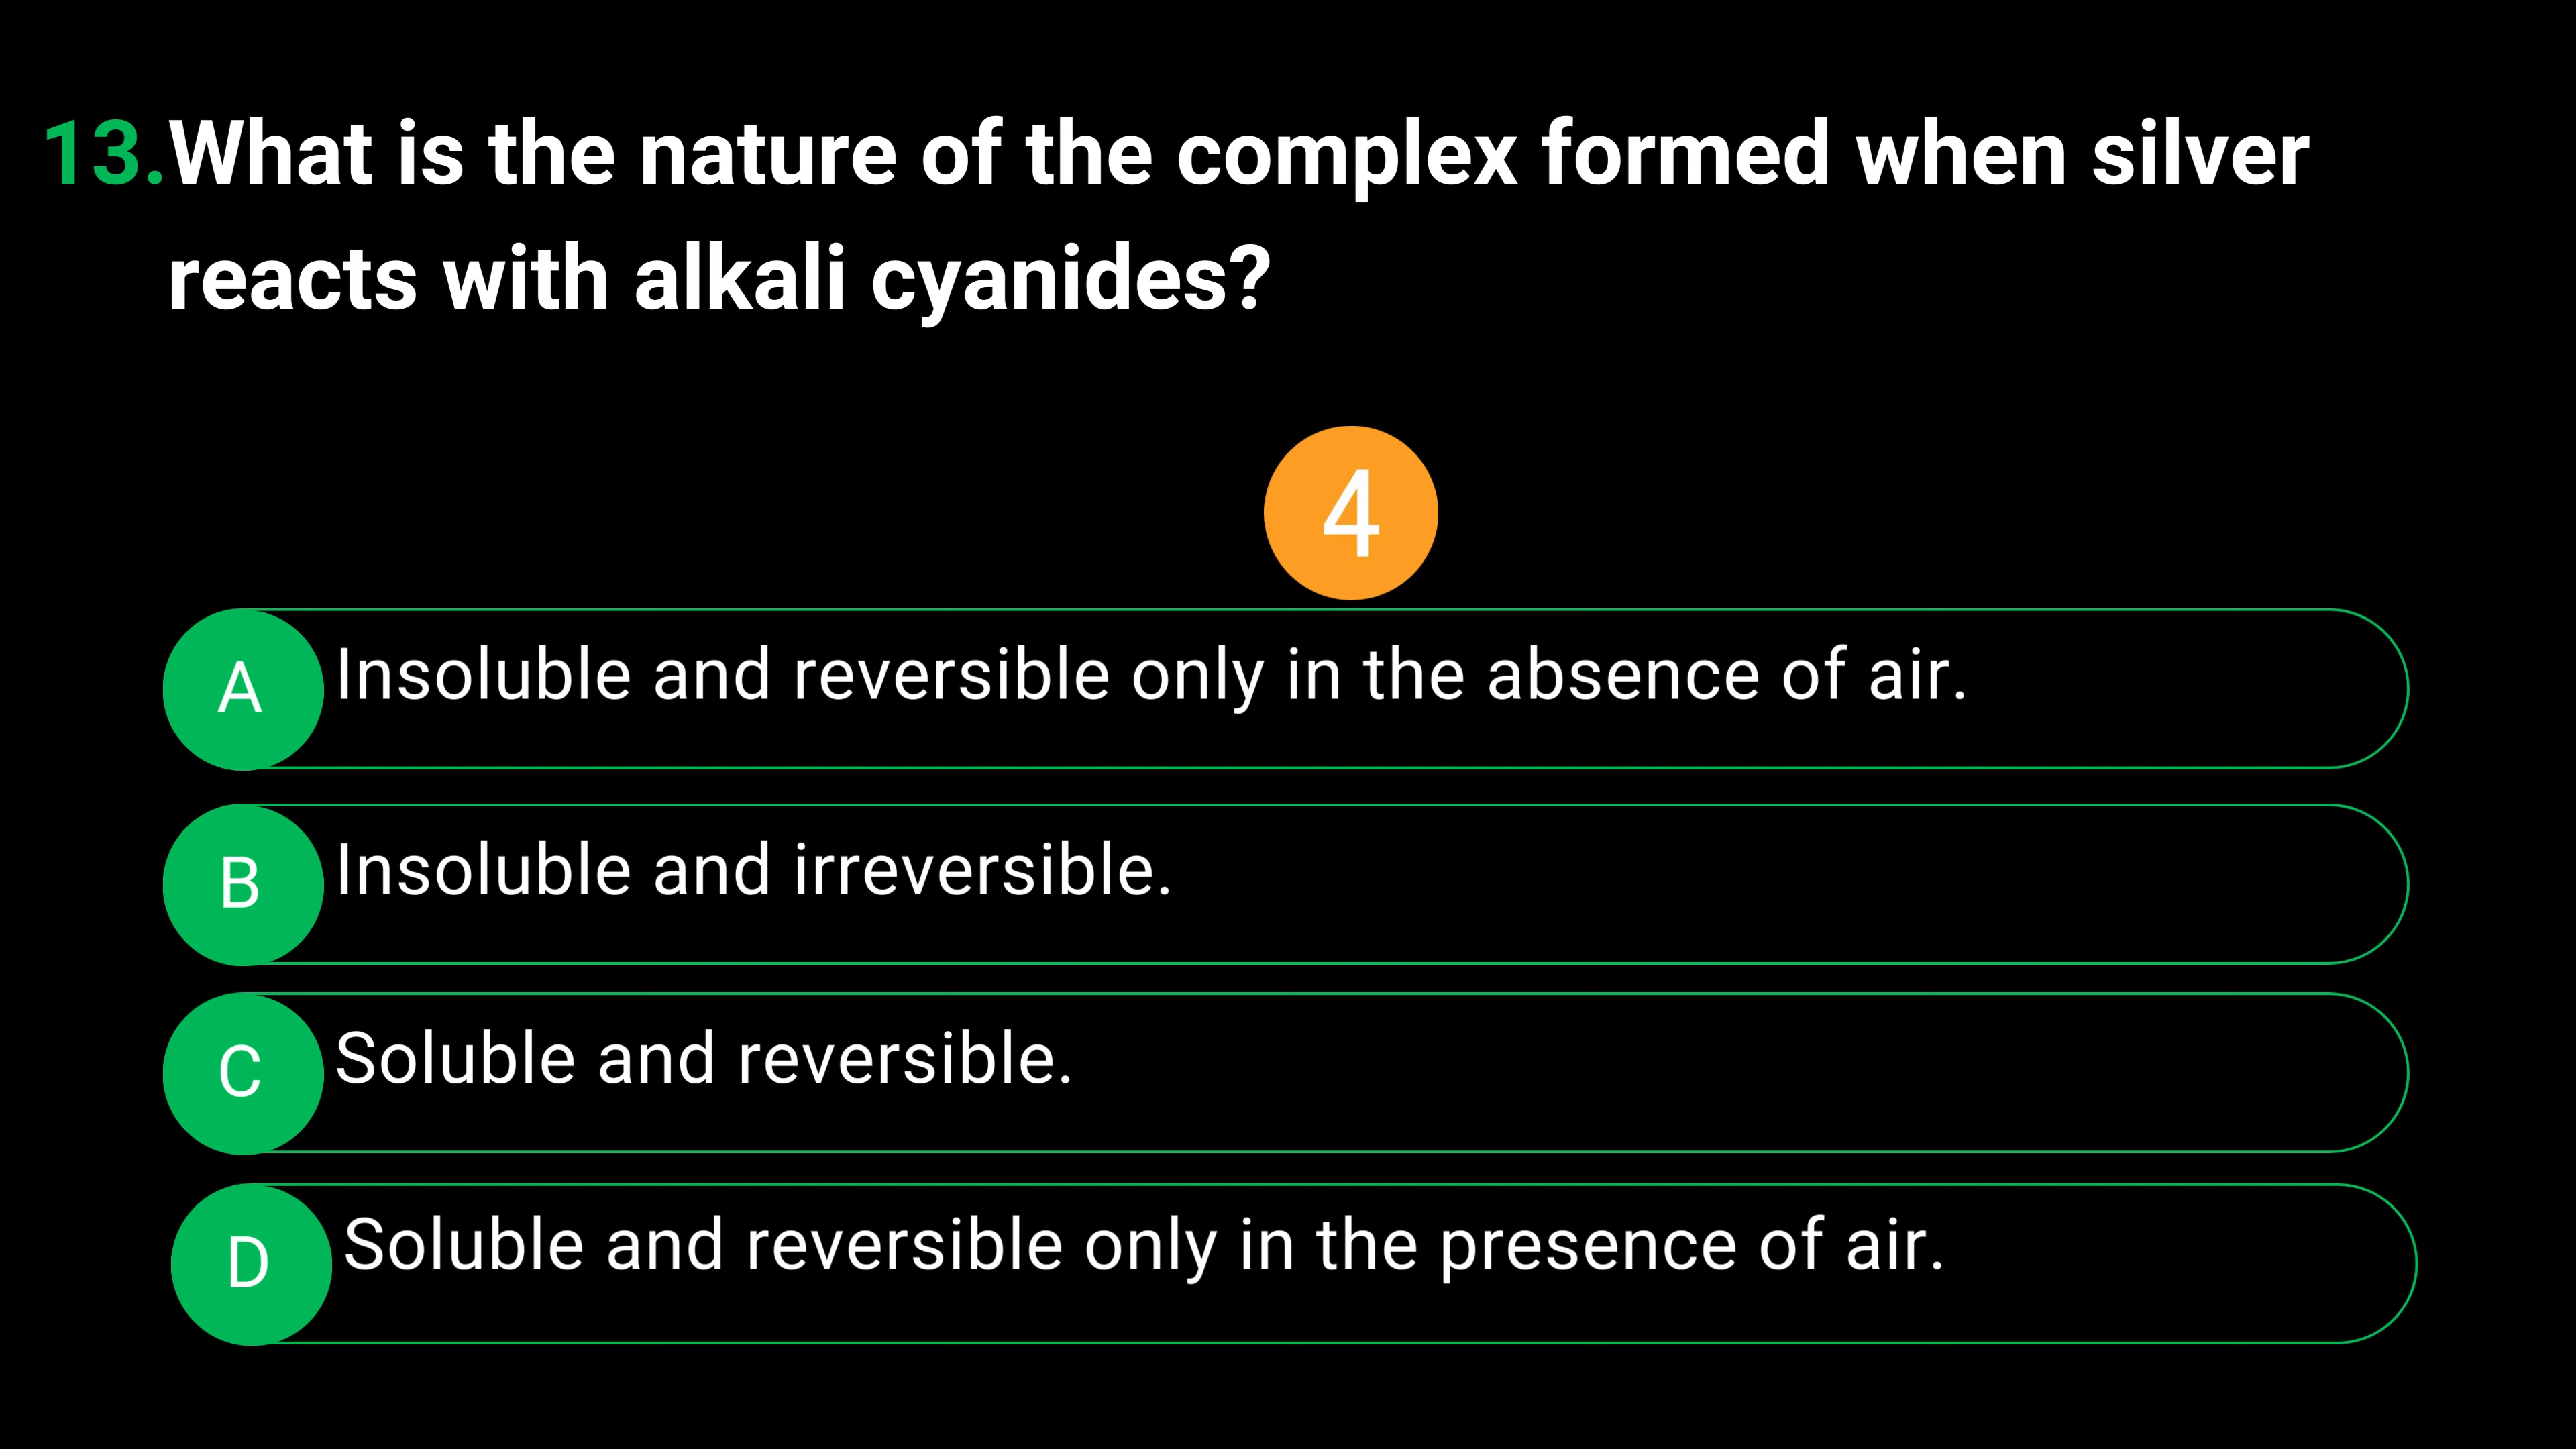 13.What is the nature of the complex formed when silver
reacts with alkali cyanides?
4
A Insoluble and reversible only in the absence of air.
B Insoluble and irreversible.
C Soluble and reversible.
D Soluble and reversible only in the presence of air.